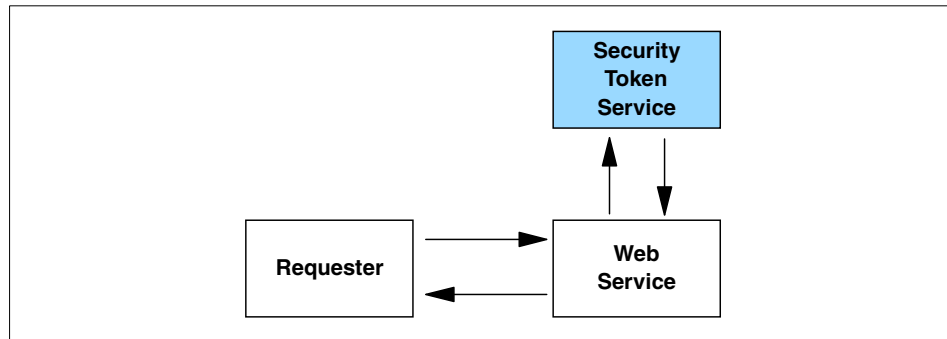 Security
Token
Service
Requester
Web
Service